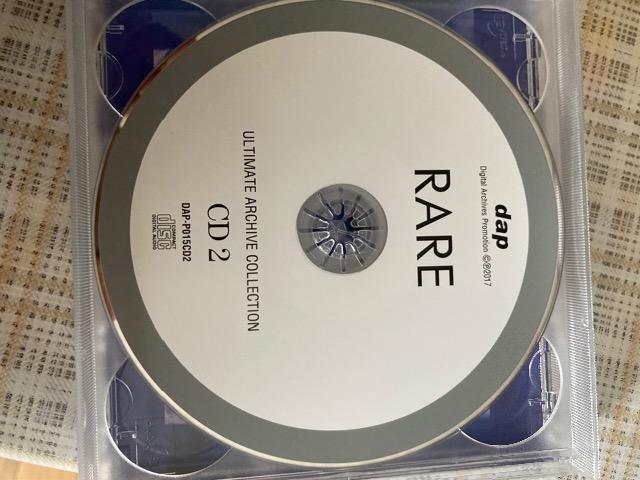 dap
Digital Archives Promotion ©℗2017
RARE
ULTIMATE ARCHIVE COLLECTION
CD 2
DAP-P015CD2
COMPACT
disc
DIGITAL AUDIO